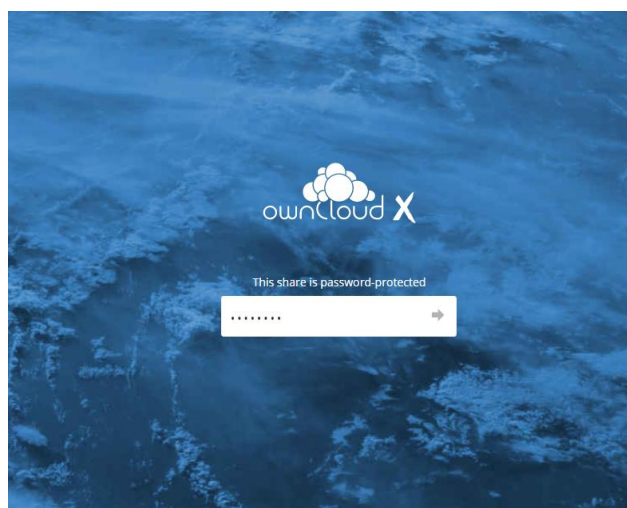 ownCloud X
This share is password-protected
........